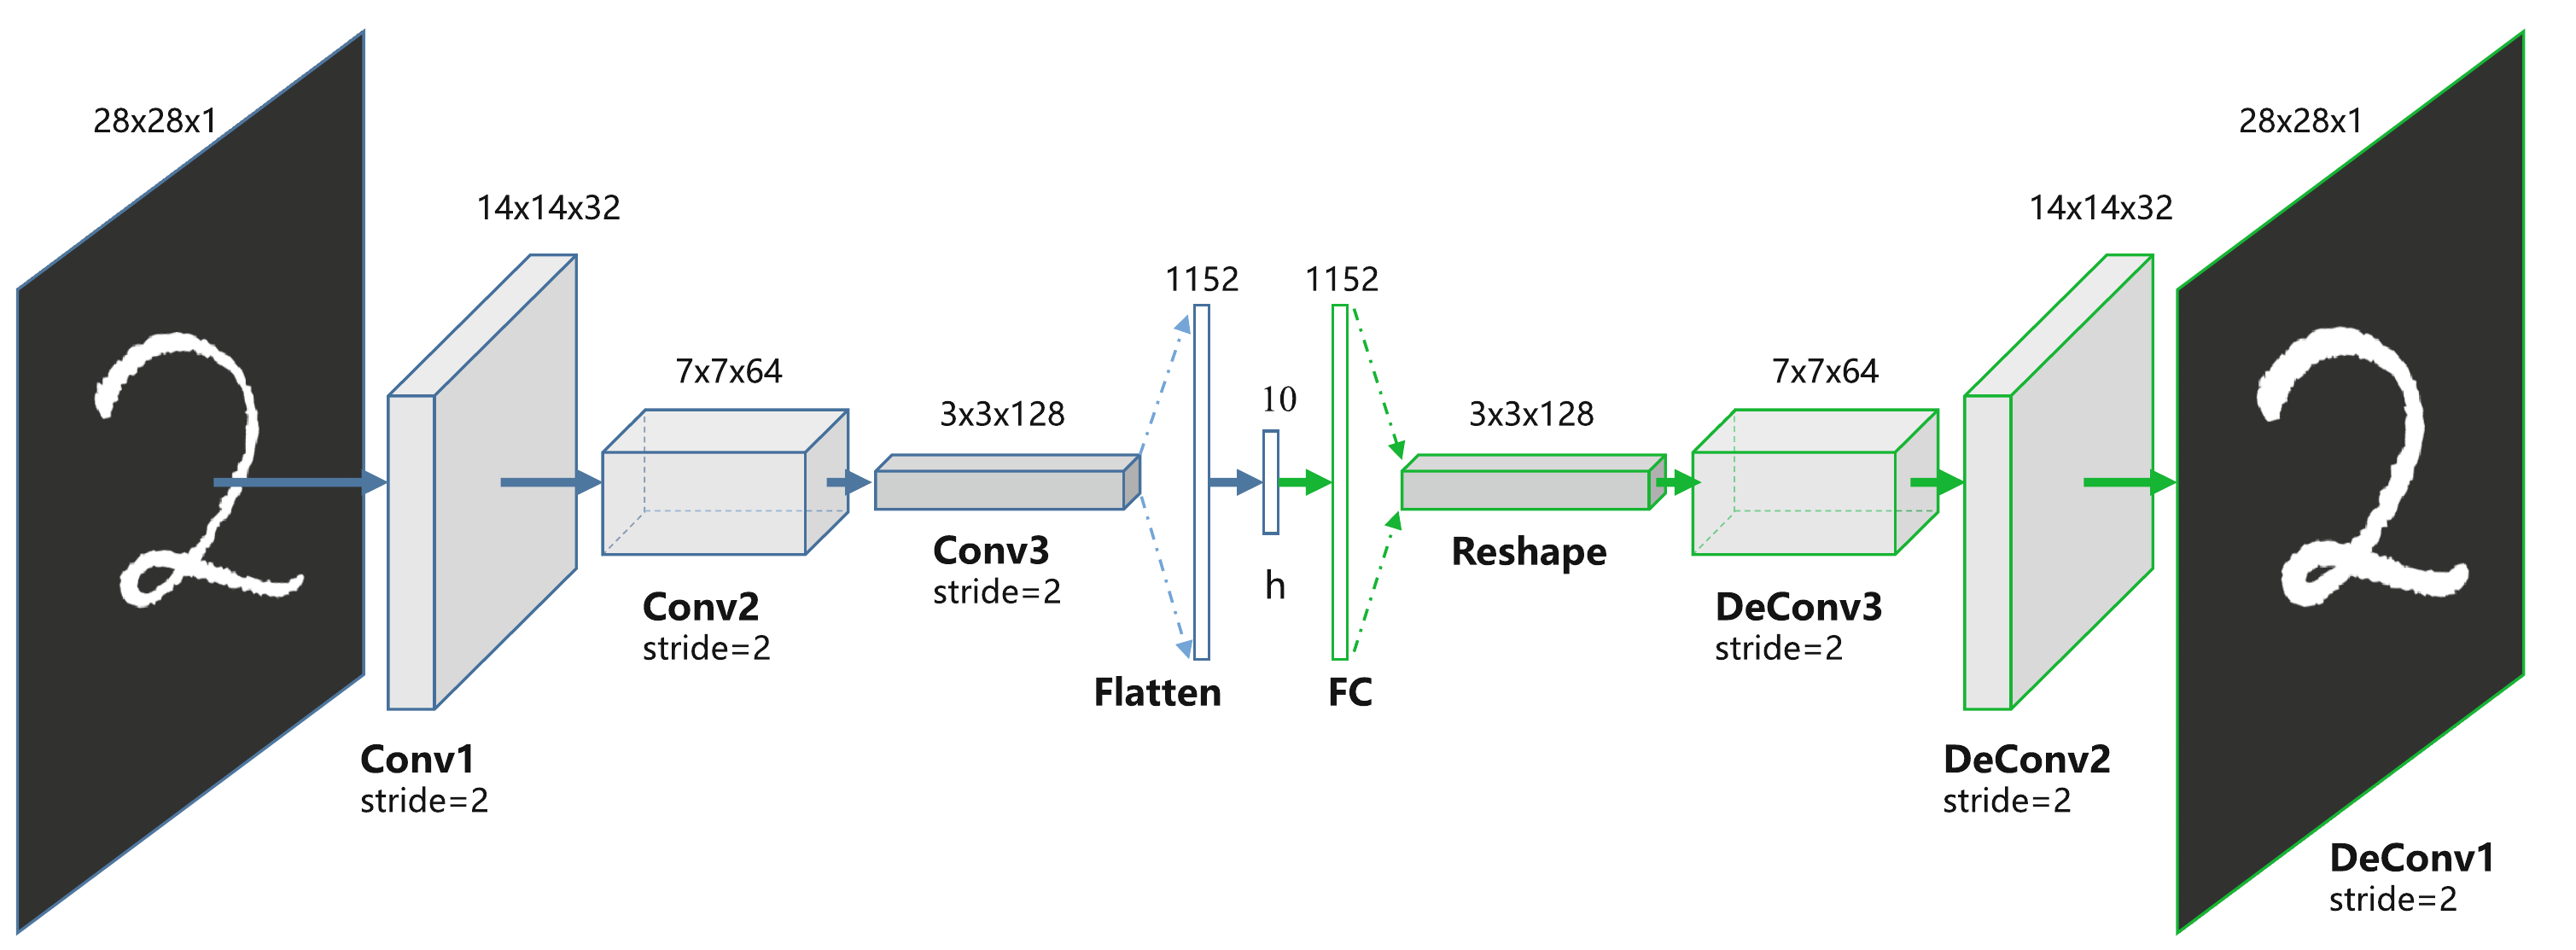 28x28x1
14x14x32
7x7x64
3x3x128
1152
10
1152
3x3x128
7x7x64
14x14x32
28x28x1
Conv1
stride=2
Conv2
stride=2
Conv3
stride=2
Flatten
h
FC
Reshape
DeConv3
stride=2
DeConv2
stride=2
DeConv1
stride=2
2
2